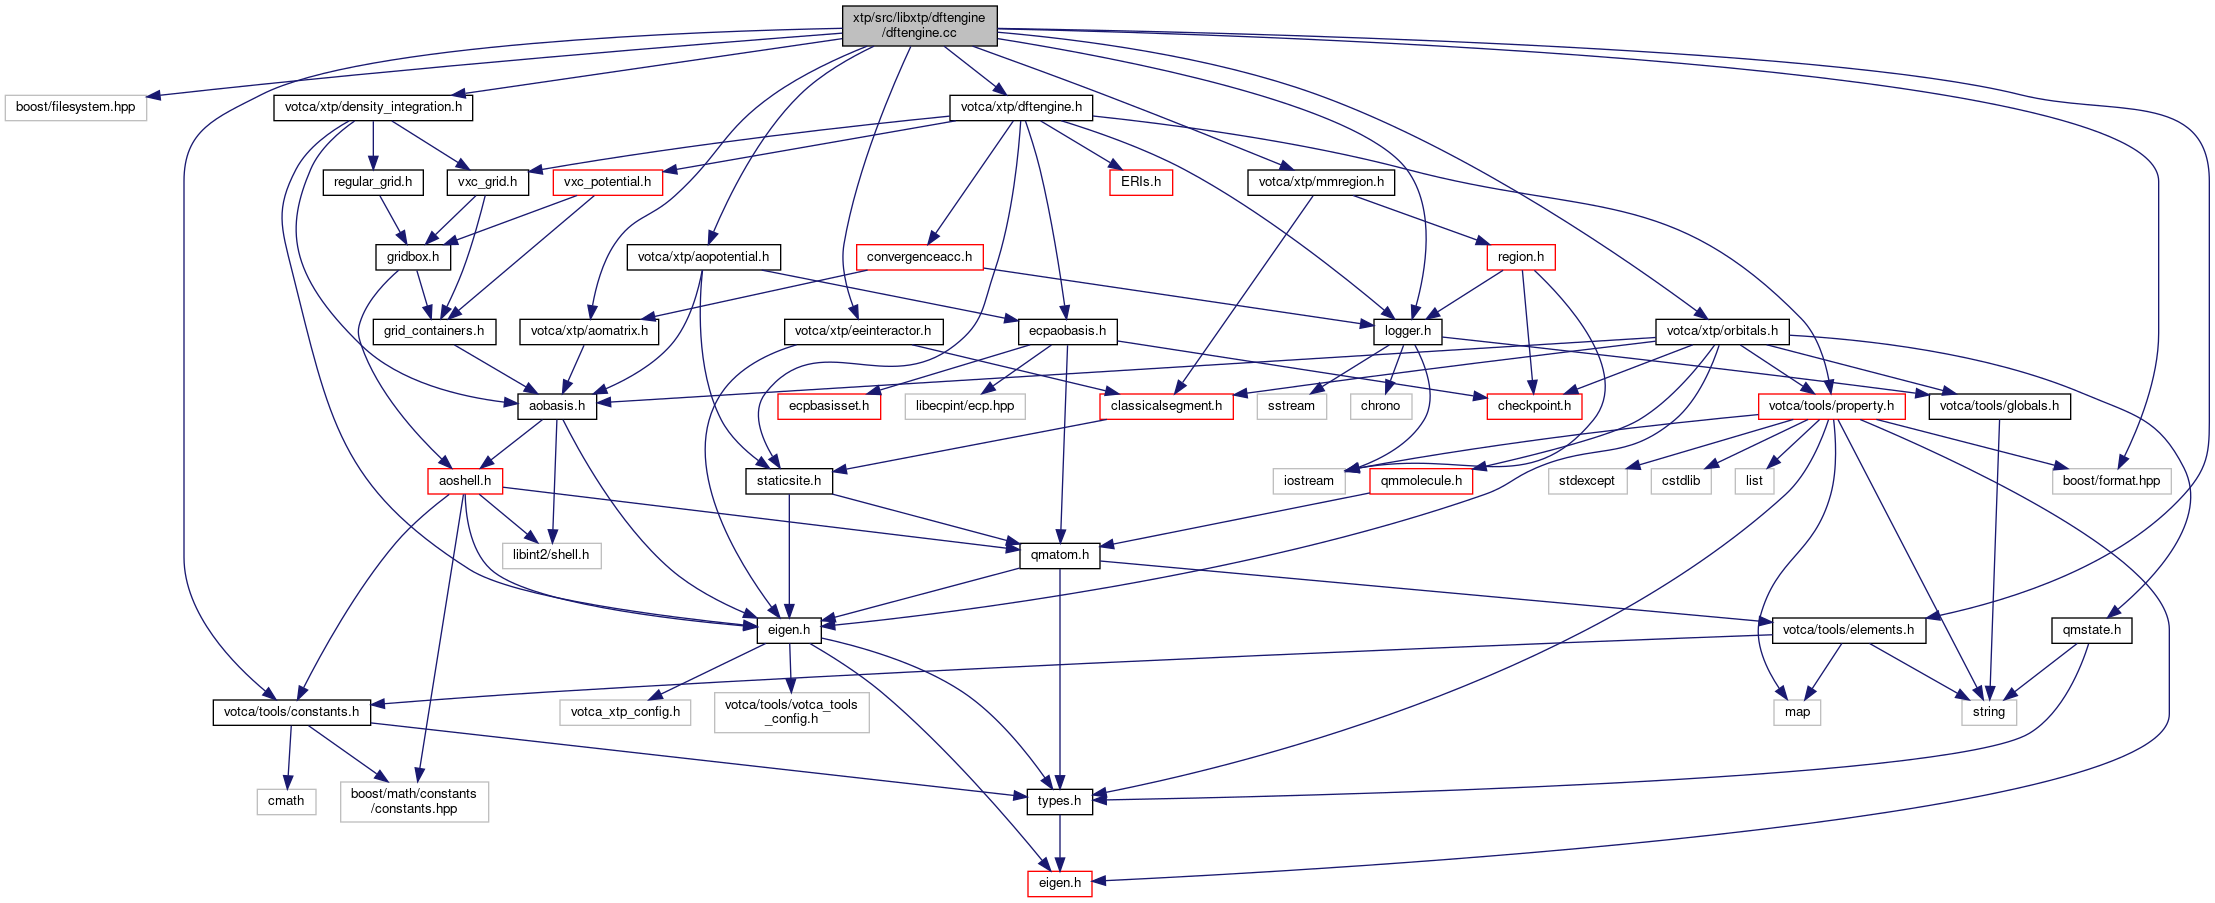 xtp/src/libxtp/dftengine
/dftengine.cc
boost/filesystem.hpp
votca/xtp/density_integration.h
votca/xtp/dftengine.h
regular_grid.h
vxc_grid.h
vxc_potential.h
ERIs.h
votca/xtp/mmregion.h
gridbox.h
votca/xtp/aopotential.h
convergenceacc.h
region.h
grid_containers.h
votca/xtp/aomatrix.h
votca/xtp/eeinteractor.h
ecpaobasis.h
logger.h
votca/xtp/orbitals.h
aobasis.h
ecpbasisset.h
libecpint/ecp.hpp
classicalsegment.h
sstream
chrono
checkpoint.h
votca/tools/property.h
votca/tools/globals.h
aoshell.h
staticsite.h
iostream
qmmolecule.h
stdexcept
cstdlib
list
boost/format.hpp
libint2/shell.h
qmatom.h
eigen.h
votca/tools/elements.h
qmstate.h
votca/tools/constants.h
votca_xtp_config.h
votca/tools/votca_tools
_config.h
map
string
cmath
boost/math/constants
/constants.hpp
types.h
eigen.h